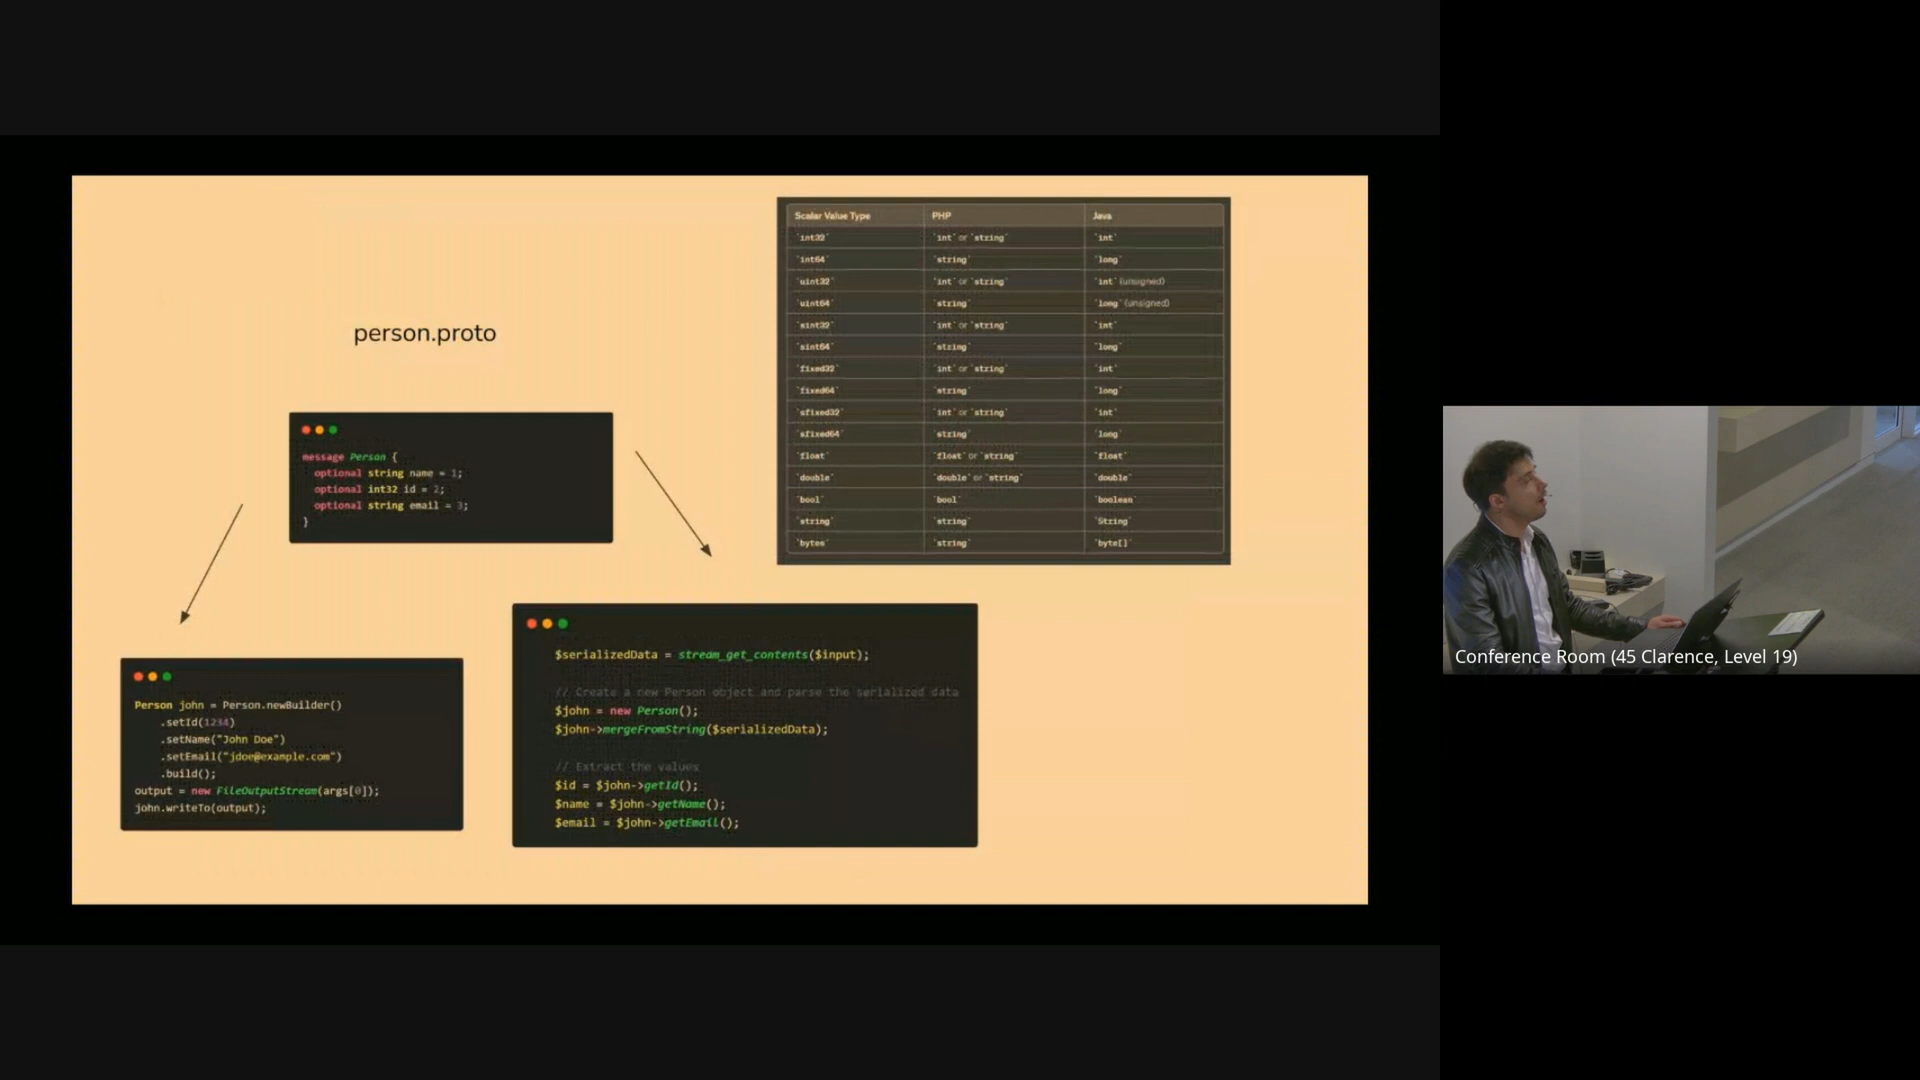 person.proto
message Person {
optional string name = 1;
optional int32 id = 2;
optional string email = 3;
}
Scalar Value Type PHP Java
`int32` `int` or `string` `int`
`int64` `string` `long`
`uint32` `int` or `string` `int` (unsigned)
`uint64` `string` `long` (unsigned)
`sint32` `int` or `string` `int`
`sint64` `string` `long`
`fixed32` `int` or `string` `int`
`fixed64` `string` `long`
`sfixed32` `int` or `string` `int`
`sfixed64` `string` `long`
`float` `float` or `string` `float`
`double` `double` or `string` `double`
`bool` `bool` `boolean`
`string` `string` `String`
`bytes` `string` `byte[]`
Person john = Person.newBuilder()
.setId(1234)
.setName("John Doe")
.setEmail("jdoe@example.com")
.build();
output = new FileOutputStream(args[0]);
john.writeTo(output);
$serializedData = stream_get_contents($input);
// Create a new Person object and parse the serialized data
$john = new Person();
$john->mergeFromString($serializedData);
// Extract the values
$id = $john->getId();
$name = $john->getName();
$email = $john->getEmail();
Conference Room (45 Clarence, Level 19)